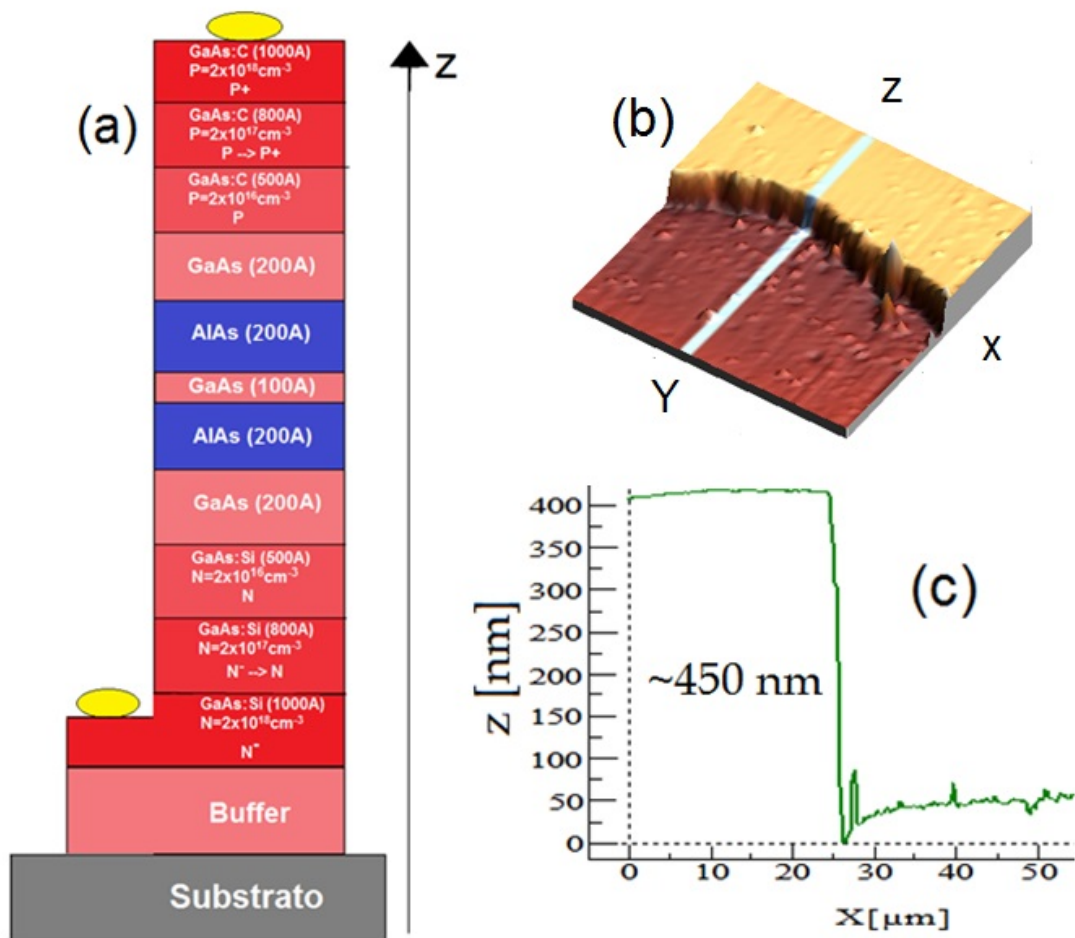 (a)
GaAs:C (1000A)
P=2x10¹⁸cm⁻³
P+
GaAs:C (800A)
P=2x10¹⁷cm⁻³
P --> P+
GaAs:C (500A)
P=2x10¹⁶cm⁻³
P
GaAs (200A)
AlAs (200A)
GaAs (100A)
AlAs (200A)
GaAs (200A)
GaAs:Si (500A)
N=2x10¹⁶cm⁻³
N
GaAs:Si (800A)
N=2x10¹⁷cm⁻³
N⁻ --> N
GaAs:Si (1000A)
N=2x10¹⁸cm⁻³
N⁻
Buffer
Substrato
z
(b)
z
x
Y
(c)
z [nm]
400
350
300
250
200
150
100
50
0
~450 nm
0 10 20 30 40 50
X[μm]